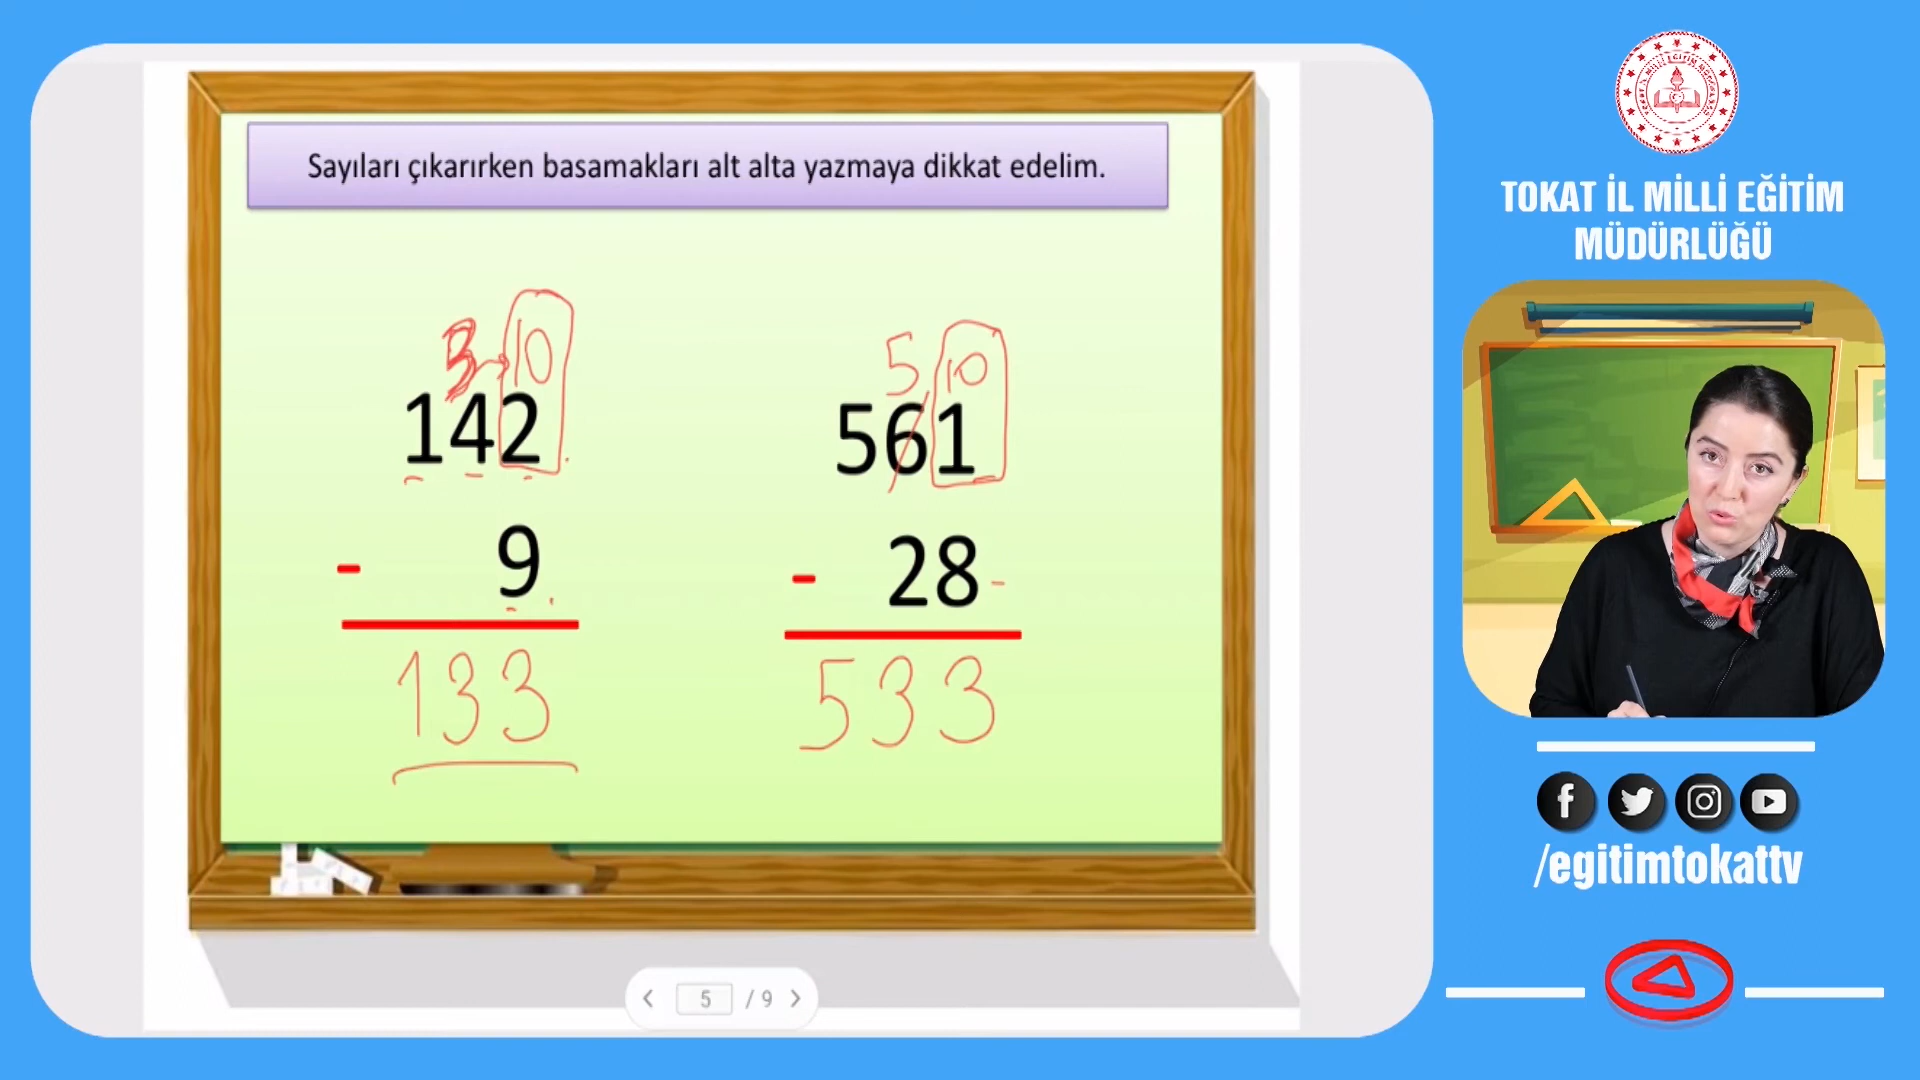 Sayıları çıkarırken basamakları alt alta yazmaya dikkat edelim.
3 10
142
- 9
133
5 10
561
- 28
533
5 / 9
TOKAT İL MİLLİ EĞİTİM
MÜDÜRLÜĞÜ
/egitimtokattv